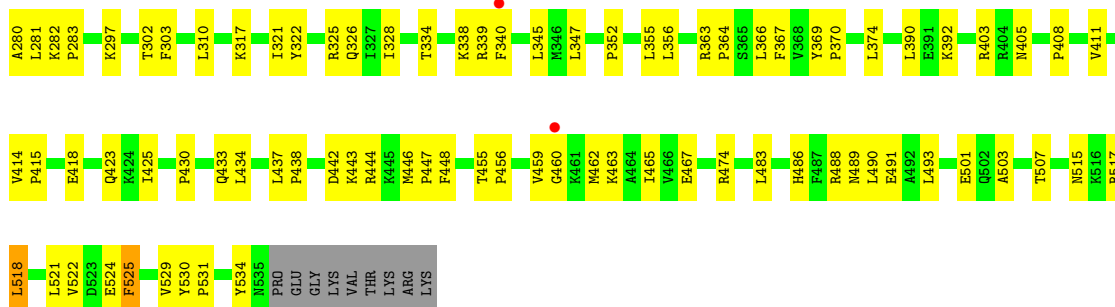 A280 L281 K282 P283 K297 T302 F303 L310 K317 I321 Y322 R325 Q326 I327 I328 T334 K338 R339 F340 L345 M346 L347 P352 L355 L356 R363 P364 S365 L366 F367 V368 Y369 P370 L374 L390 E391 K392 R403 R404 N405 P408 V411
V414 P415 E418 Q423 K424 I425 P430 Q433 L434 L437 P438 D442 K443 R444 K445 M446 P447 F448 T455 P456 V459 G460 K461 M462 K463 A464 I465 V466 E467 R474 L483 H486 F487 R488 N489 L490 E491 A492 L493 E501 Q502 A503 T507 N515 K516 P517
L518 L521 V522 D523 E524 F525 V529 Y530 P531 Y534 N535 PRO GLU GLY LYS VAL THR LYS ARG LYS